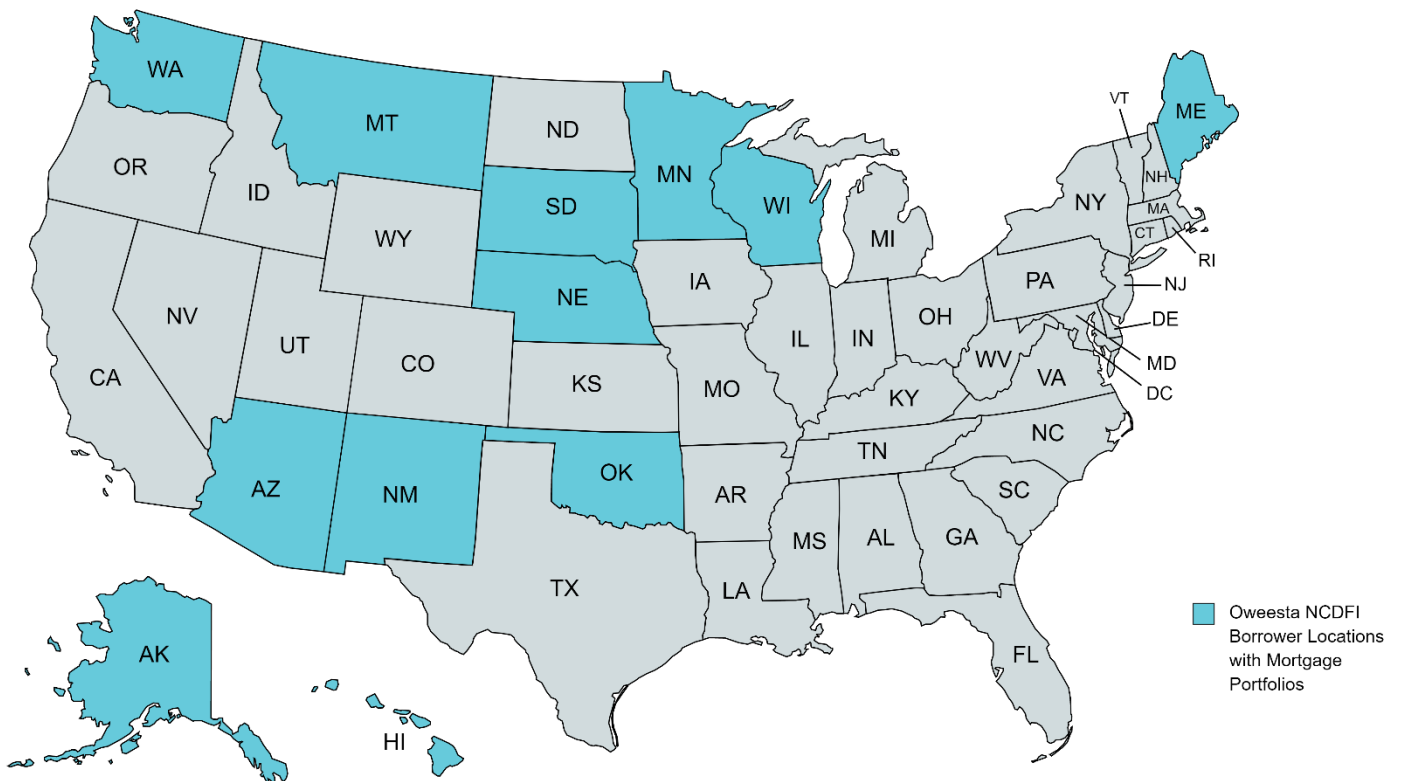 WA
MT
ND
MN
ME
VT
OR
ID
SD
WI
NH
NY
MA
CT
WY
MI
RI
IA
PA
NJ
NE
OH
DE
NV
IL
IN
UT
CO
WV
MD
CA
KS
MO
VA
DC
KY
NC
TN
AZ
NM
OK
AR
SC
MS
AL
GA
TX
LA
Oweesta NCDFI
Borrower Locations
with Mortgage
Portfolios
AK
FL
HI